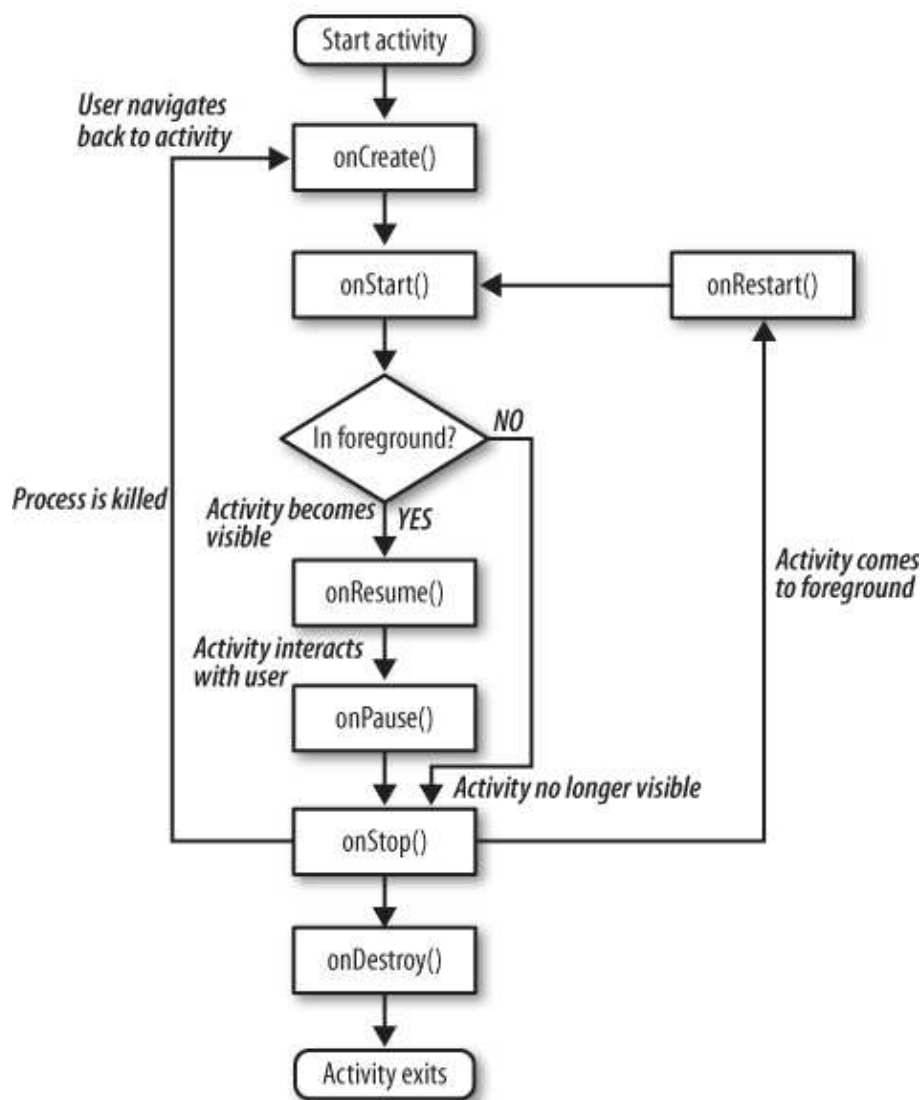 Start activity
User navigates
back to activity
onCreate()
onStart()
onRestart()
In foreground?
NO
Process is killed
Activity becomes
visible
YES
Activity comes
to foreground
onResume()
Activity interacts
with user
onPause()
Activity no longer visible
onStop()
onDestroy()
Activity exits